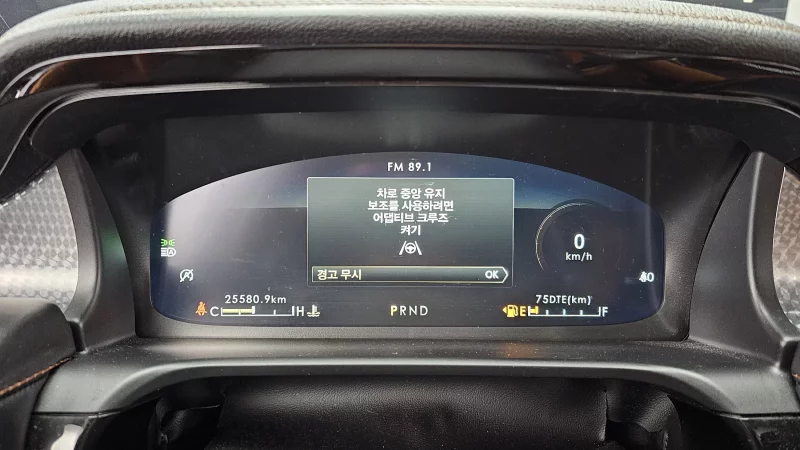 FM 89.1
차로 중앙 유지
보조를 사용하려면
어댑티브 크루즈
켜기
경고 무시 OK
0
km/h
25580.9km
C H
PRND
75DTE(km)
E F